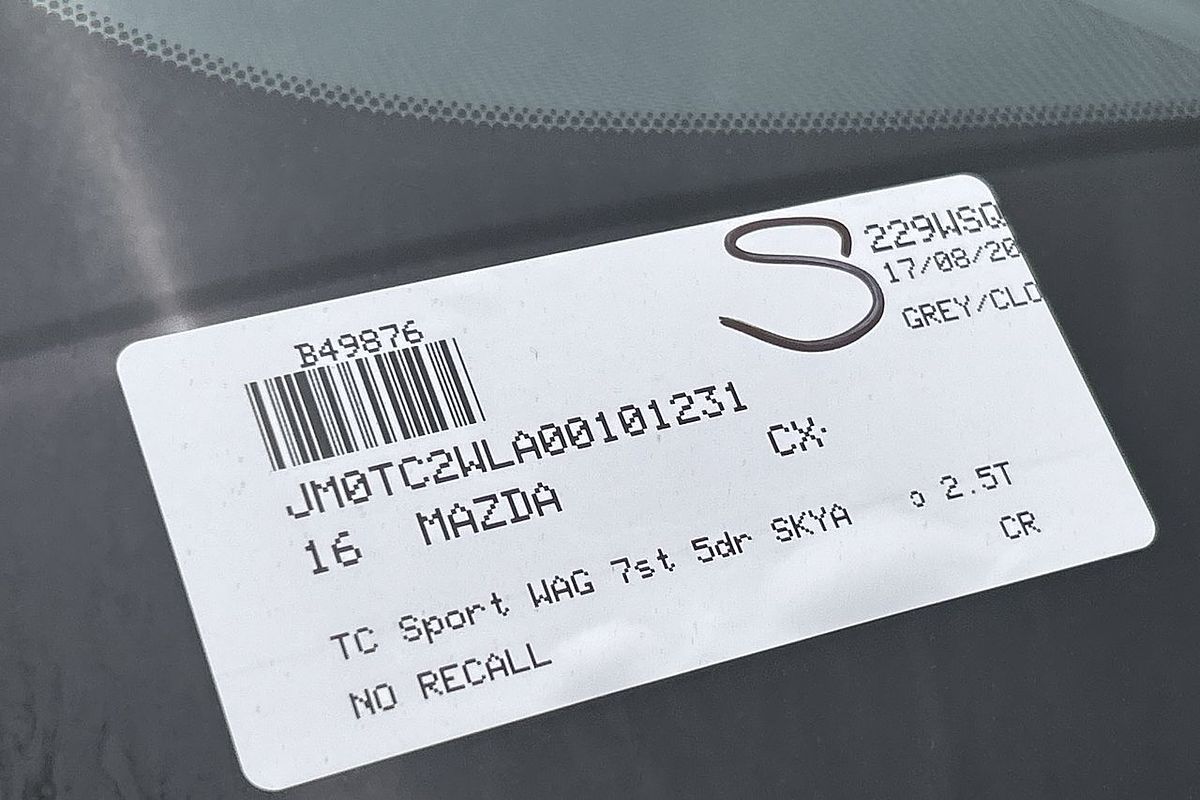 S
229WSQ
17/08/20
GREY/CLO
B49876
JM0TC2WLA00101231
16 MAZDA CX-
TC Sport WAG 7st 5dr SKYA o 2.5T
NO RECALL CR